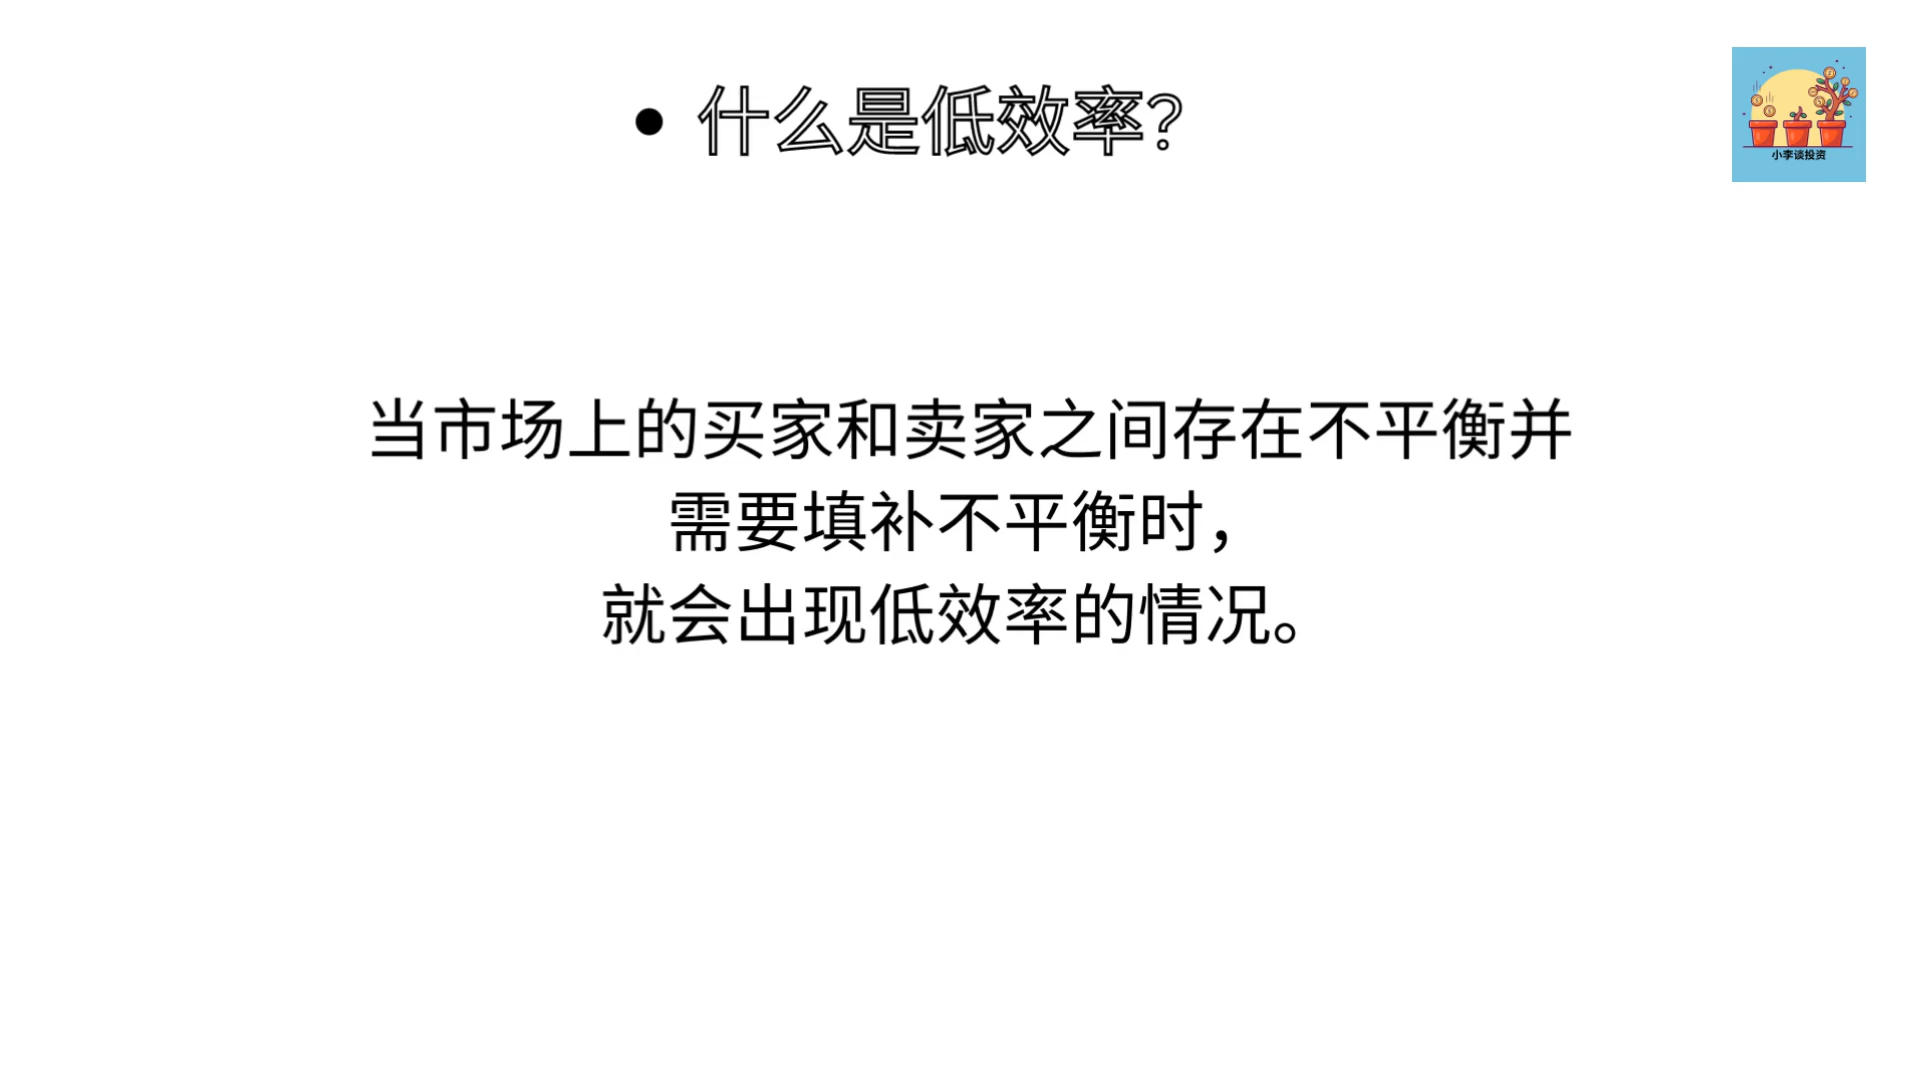 • 什么是低效率?
小李谈投资
当市场上的买家和卖家之间存在不平衡并
需要填补不平衡时，
就会出现低效率的情况。